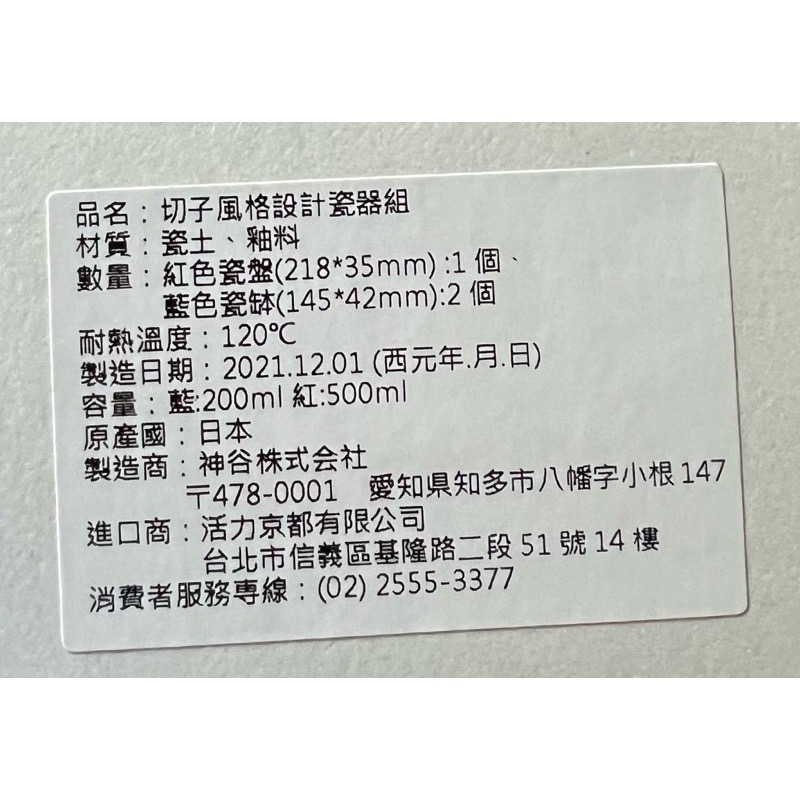 品名：切子風格設計瓷器組
材質：瓷土、釉料
數量：紅色瓷盤(218*35mm) :1 個、
藍色瓷缽(145*42mm):2 個
耐熱溫度：120℃
製造日期：2021.12.01 (西元年.月.日)
容量：藍:200ml 紅:500ml
原產國：日本
製造商：神谷株式会社
〒478-0001　愛知県知多市八幡字小根 147
進口商：活力京都有限公司
台北市信義區基隆路二段 51 號 14 樓
消費者服務專線：(02) 2555-3377